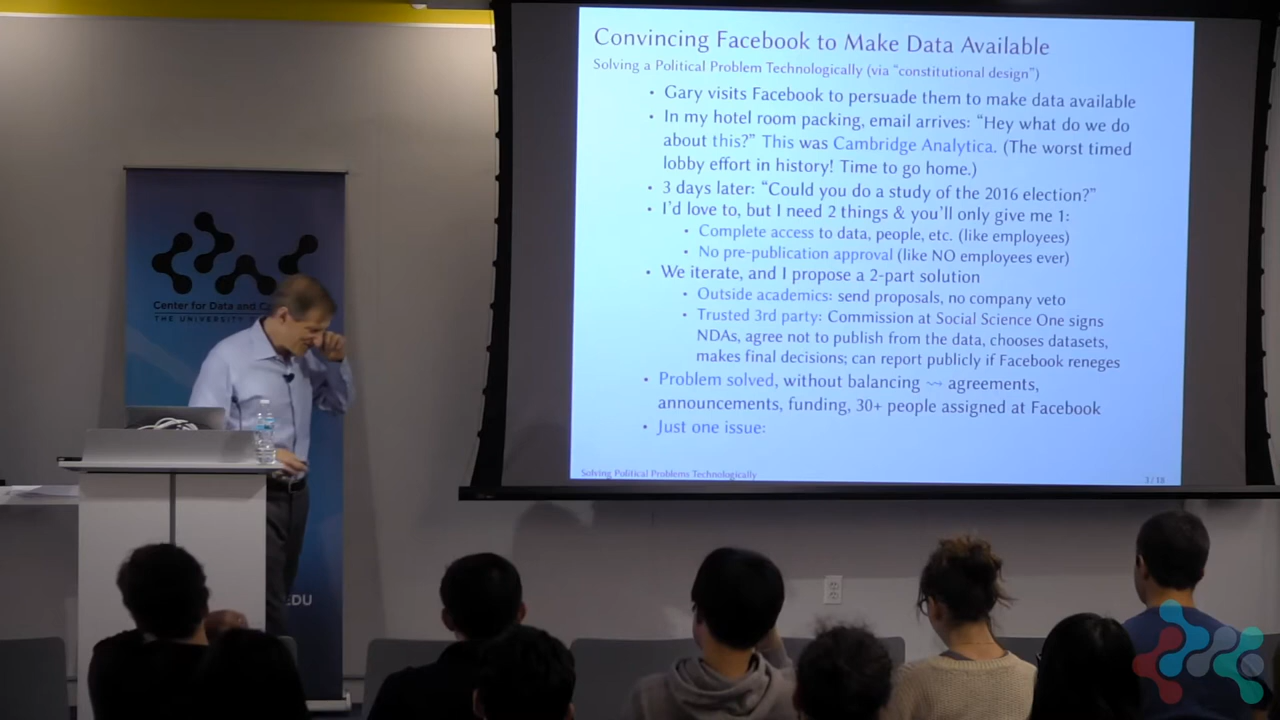 Convincing Facebook to Make Data Available
Solving a Political Problem Technologically (via “constitutional design”)
• Gary visits Facebook to persuade them to make data available
• In my hotel room packing, email arrives: “Hey what do we do
about this?” This was Cambridge Analytica. (The worst timed
lobby effort in history! Time to go home.)
• 3 days later: “Could you do a study of the 2016 election?”
• I’d love to, but I need 2 things & you’ll only give me 1:
• Complete access to data, people, etc. (like employees)
• No pre-publication approval (like NO employees ever)
• We iterate, and I propose a 2-part solution
• Outside academics: send proposals, no company veto
• Trusted 3rd party: Commission at Social Science One signs
NDAs, agree not to publish from the data, chooses datasets,
makes final decisions; can report publicly if Facebook reneges
• Problem solved, without balancing ⇝ agreements,
announcements, funding, 30+ people assigned at Facebook
• Just one issue:
Solving Political Problems Technologically
3 / 18
Center for Data and
THE UNIVERSITY
.EDU